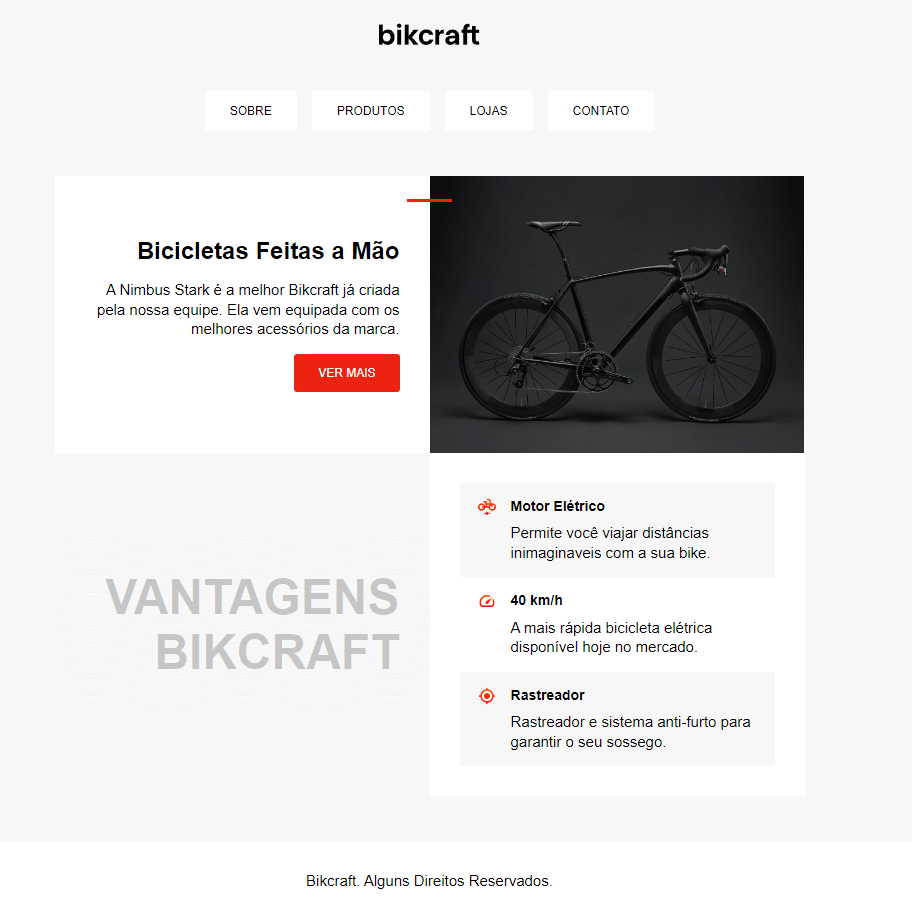 bikcraft
SOBRE PRODUTOS LOJAS CONTATO
Bicicletas Feitas a Mão
A Nimbus Stark é a melhor Bikcraft já criada
pela nossa equipe. Ela vem equipada com os
melhores acessórios da marca.
VER MAIS
VANTAGENS
BIKCRAFT
Motor Elétrico
Permite você viajar distâncias
inimaginaveis com a sua bike.
40 km/h
A mais rápida bicicleta elétrica
disponível hoje no mercado.
Rastreador
Rastreador e sistema anti-furto para
garantir o seu sossego.
Bikcraft. Alguns Direitos Reservados.